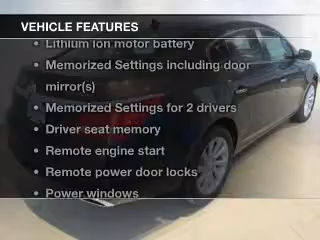 VEHICLE FEATURES
• Lithium ion motor battery
• Memorized Settings including door
mirror(s)
• Memorized Settings for 2 drivers
• Driver seat memory
• Remote engine start
• Remote power door locks
• Power windows